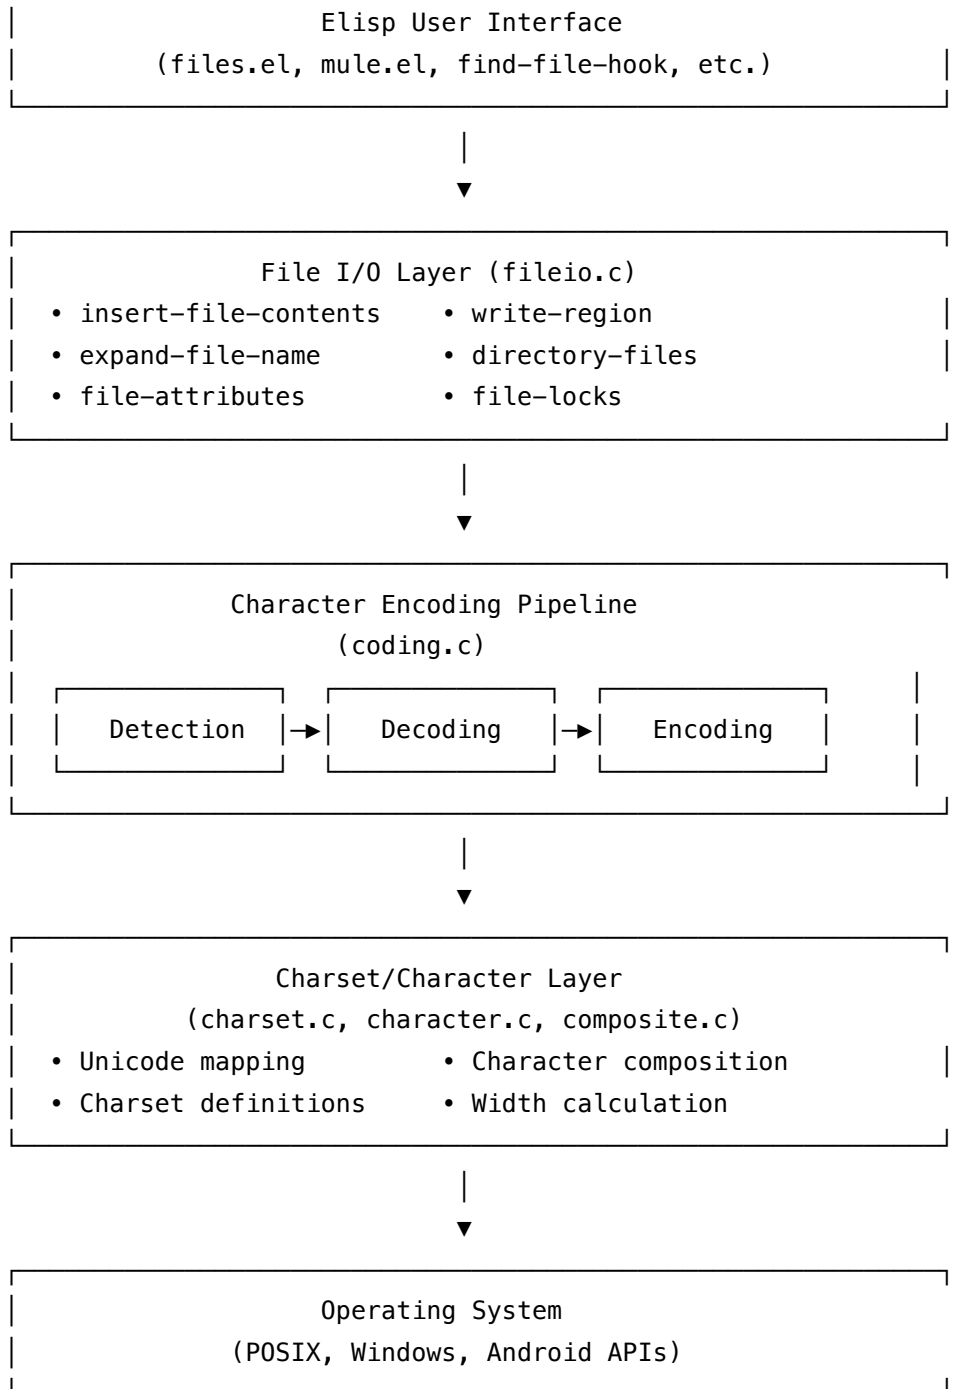 Elisp User Interface
(files.el, mule.el, find-file-hook, etc.)
File I/O Layer (fileio.c)
• insert-file-contents • write-region
• expand-file-name • directory-files
• file-attributes • file-locks
Character Encoding Pipeline
(coding.c)
Detection Decoding Encoding
Charset/Character Layer
(charset.c, character.c, composite.c)
• Unicode mapping • Character composition
• Charset definitions • Width calculation
Operating System
(POSIX, Windows, Android APIs)